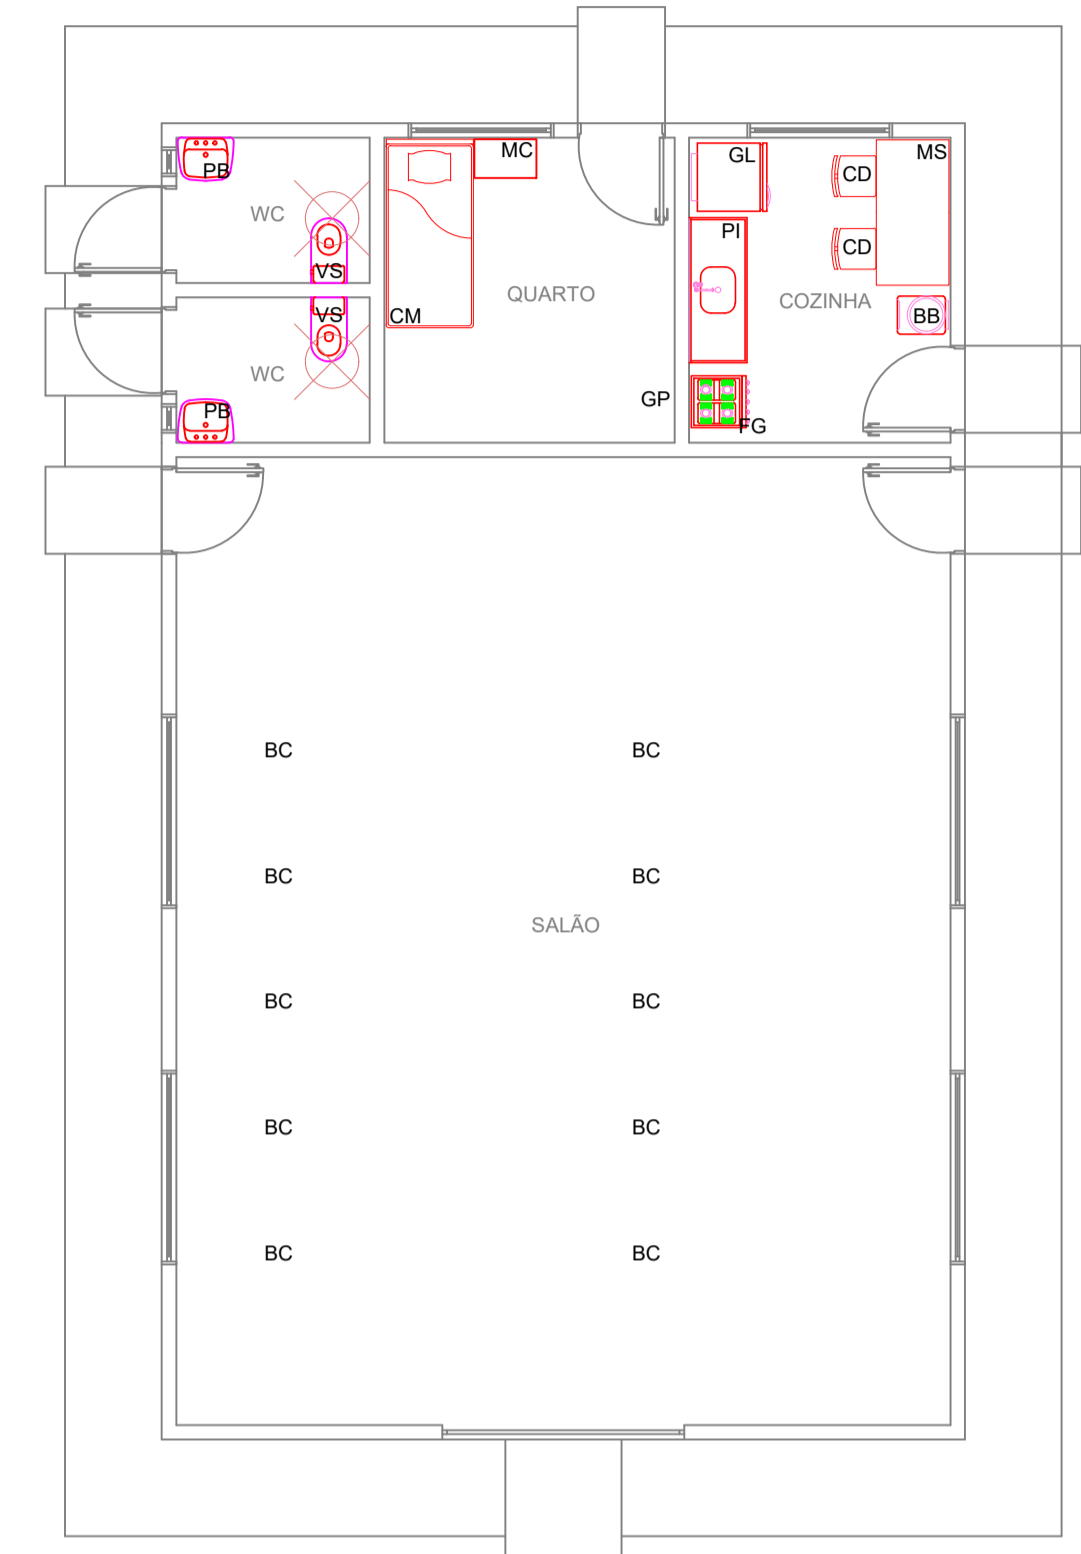 MC
GL
MS
PB
CD
WC
PI
CD
VS
QUARTO
COZINHA
VS
CM
BB
WC
GP
PB
FG
BC BC
BC BC
SALÃO
BC BC
BC BC
BC BC